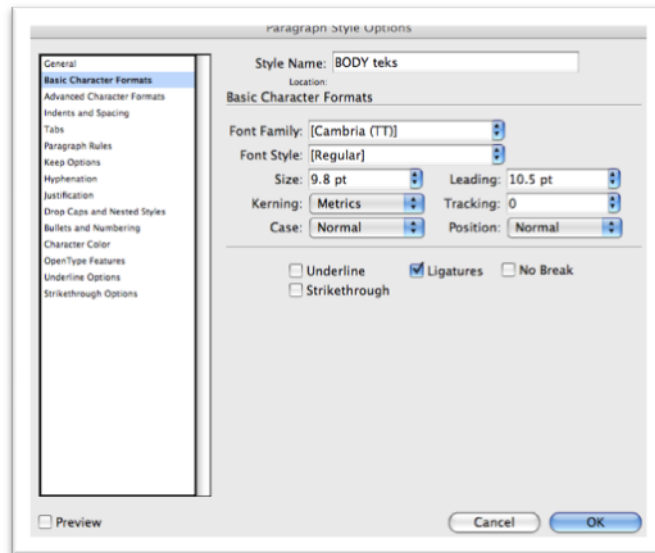 Paragraph Style Options
General
Basic Character Formats
Advanced Character Formats
Indents and Spacing
Tabs
Paragraph Rules
Keep Options
Hyphenation
Justification
Drop Caps and Nested Styles
Bullets and Numbering
Character Color
OpenType Features
Underline Options
Strikethrough Options
Style Name: BODY teks
Location:
Basic Character Formats
Font Family: [Cambria (TT)]
Font Style: [Regular]
Size: 9.8 pt Leading: 10.5 pt
Kerning: Metrics Tracking: 0
Case: Normal Position: Normal
Underline Ligatures No Break
Strikethrough
Preview Cancel OK